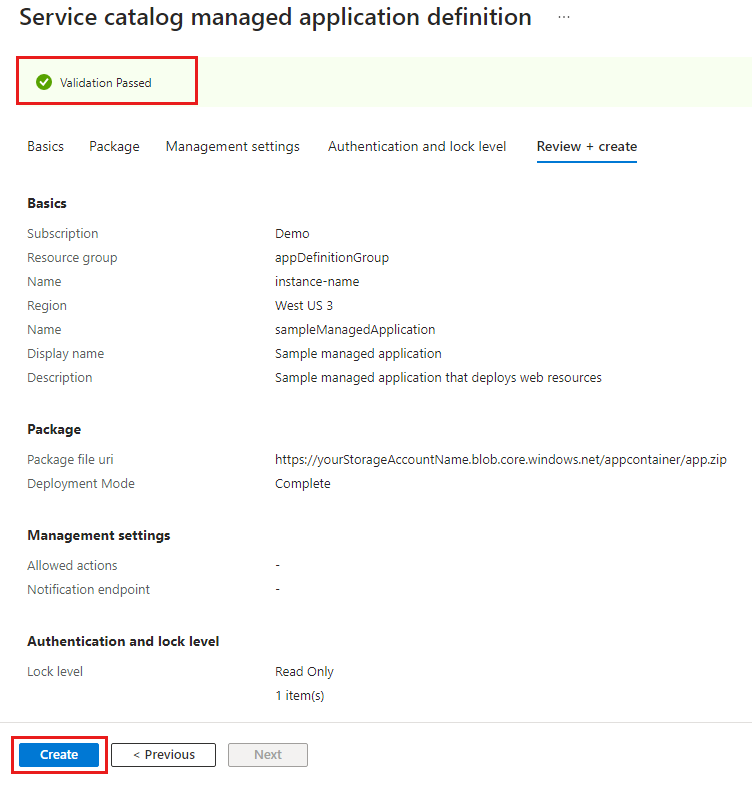 Service catalog managed application definition ...
Validation Passed
Basics Package Management settings Authentication and lock level Review + create
Basics
Subscription Demo
Resource group appDefinitionGroup
Name instance-name
Region West US 3
Name sampleManagedApplication
Display name Sample managed application
Description Sample managed application that deploys web resources
Package
Package file uri https://yourStorageAccountName.blob.core.windows.net/appcontainer/app.zip
Deployment Mode Complete
Management settings
Allowed actions -
Notification endpoint -
Authentication and lock level
Lock level Read Only
1 item(s)
Create < Previous Next